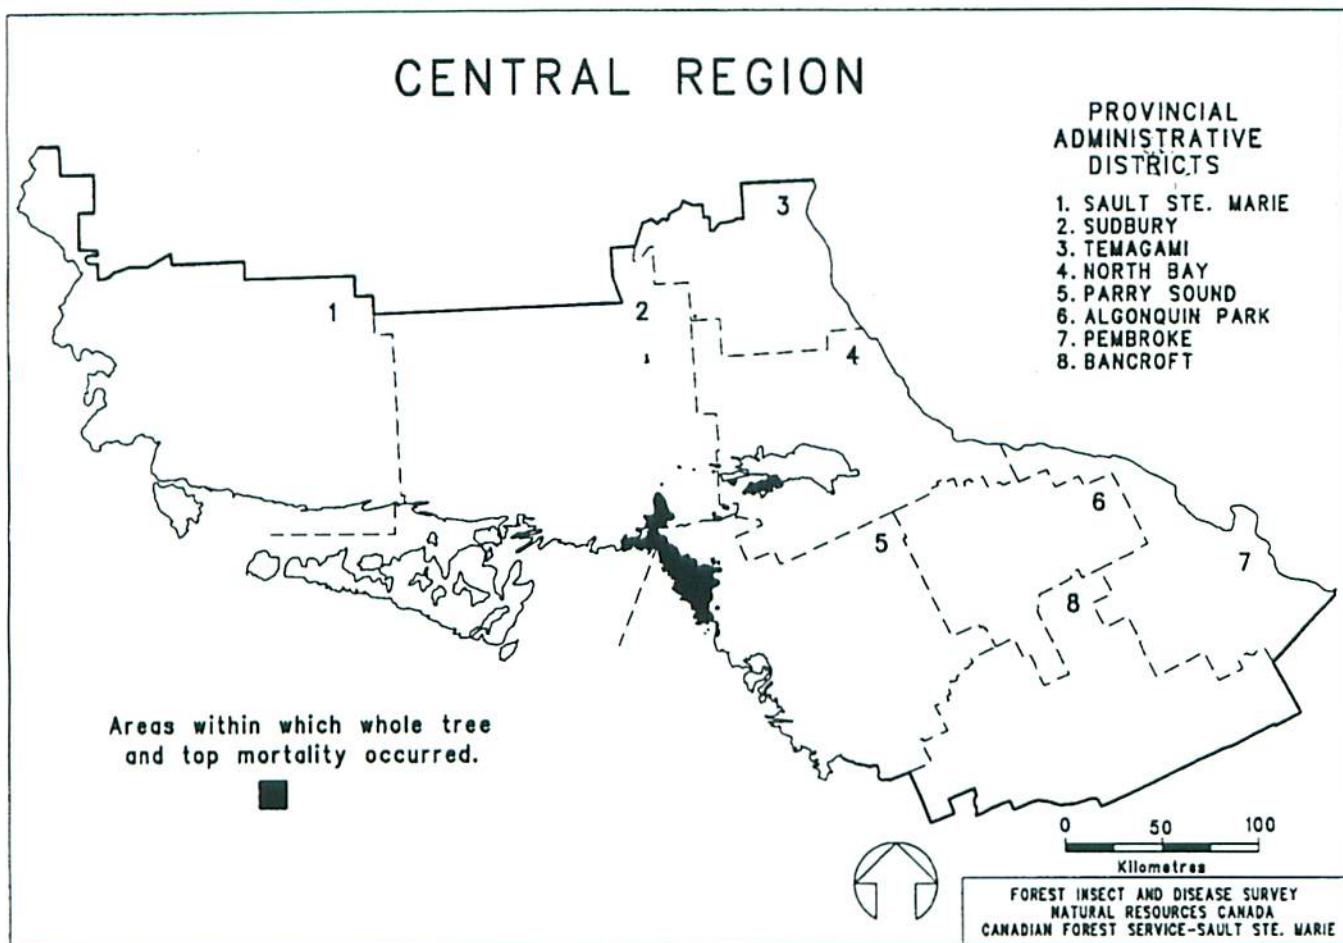 CENTRAL REGION
PROVINCIAL
ADMINISTRATIVE
DISTRICTS
1. SAULT STE. MARIE
2. SUDBURY
3. TEMAGAMI
4. NORTH BAY
5. PARRY SOUND
6. ALGONQUIN PARK
7. PEMBROKE
8. BANCROFT
3
1
2
4
6
5
7
8
Areas within which whole tree
and top mortality occurred.
0 50 100
Kilometres
FOREST INSECT AND DISEASE SURVEY
NATURAL RESOURCES CANADA
CANADIAN FOREST SERVICE-SAULT STE. MARIE